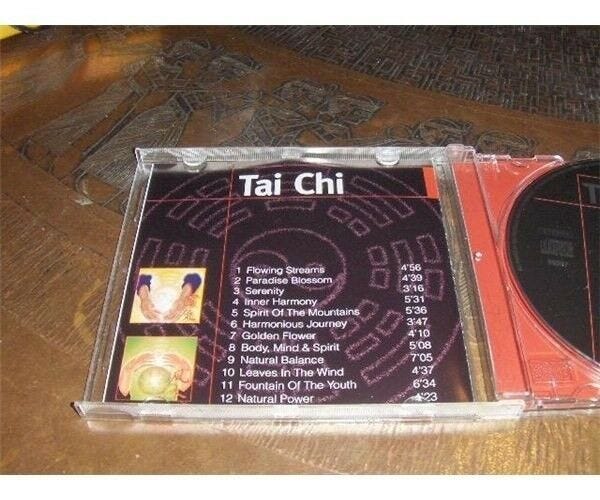 Tai Chi
1 Flowing Streams 4'56
2 Paradise Blossom 4'39
3 Serenity 3'16
4 Inner Harmony 5'31
5 Spirit Of The Mountains 5'36
6 Harmonious Journey 3'47
7 Golden Flower 4'10
8 Body, Mind & Spirit 5'08
9 Natural Balance 7'05
10 Leaves In The Wind 4'37
11 Fountain Of The Youth 6'34
12 Natural Power 4'23